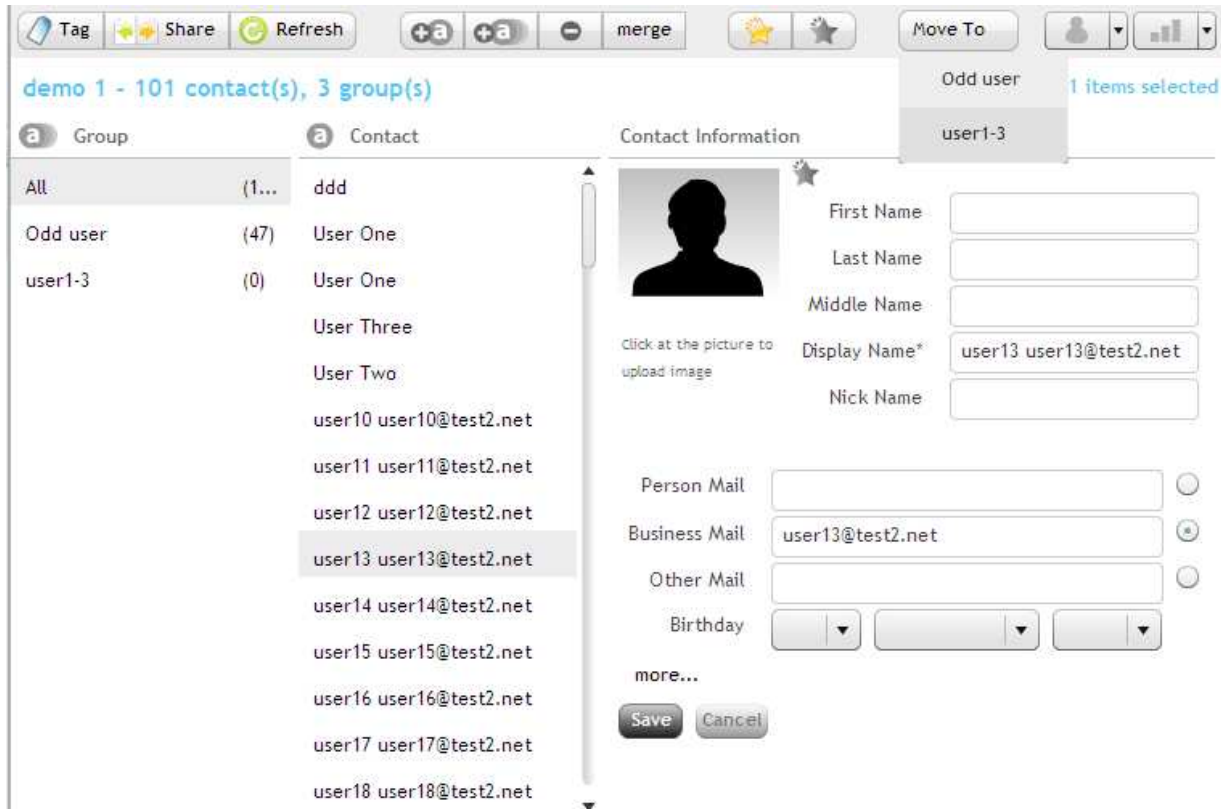 Tag Share Refresh merge Move To
Odd user
user1-3
demo 1 - 101 contact(s), 3 group(s)
1 items selected
a Group
a Contact
Contact Information
All (1...
Odd user (47)
user1-3 (0)
ddd
User One
User One
User Three
User Two
user10 user10@test2.net
user11 user11@test2.net
user12 user12@test2.net
user13 user13@test2.net
user14 user14@test2.net
user15 user15@test2.net
user16 user16@test2.net
user17 user17@test2.net
user18 user18@test2.net
Click at the picture to
upload image
First Name
Last Name
Middle Name
Display Name* user13 user13@test2.net
Nick Name
Person Mail
Business Mail user13@test2.net
Other Mail
Birthday
more...
Save Cancel